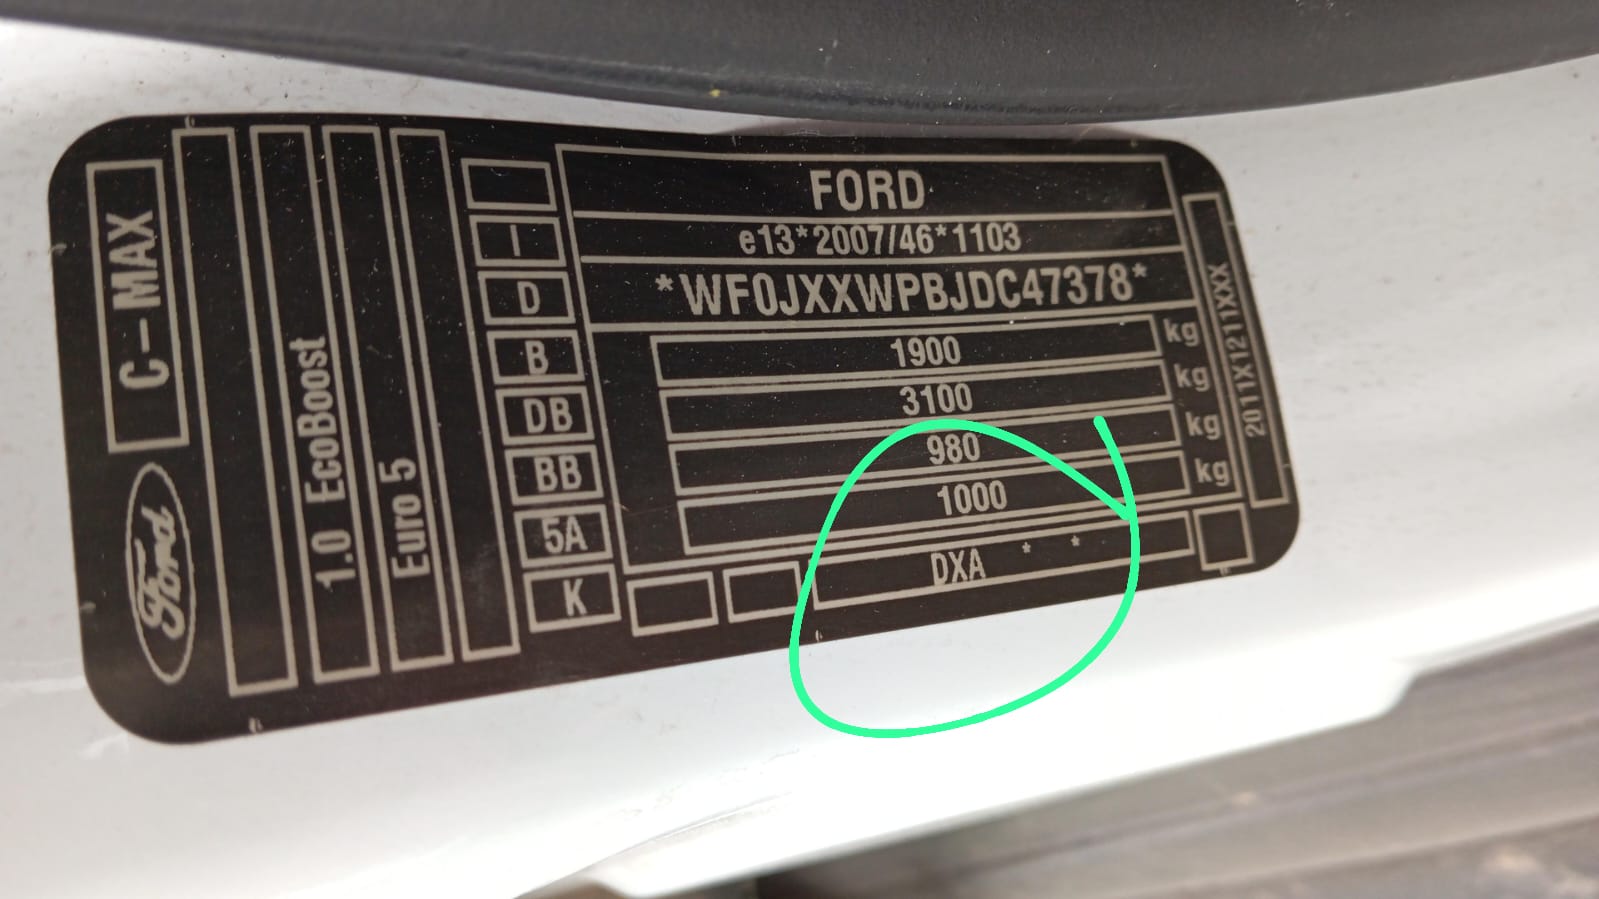 C-MAX
Ford
1.0 EcoBoost
Euro 5
FORD
I
e13*2007/46*1103
D
*WF0JXXWPBJDC47378*
B
1900 kg
DB
3100 kg
BB
980 kg
5A
1000 kg
K
DXA * *
2011X1211XXX